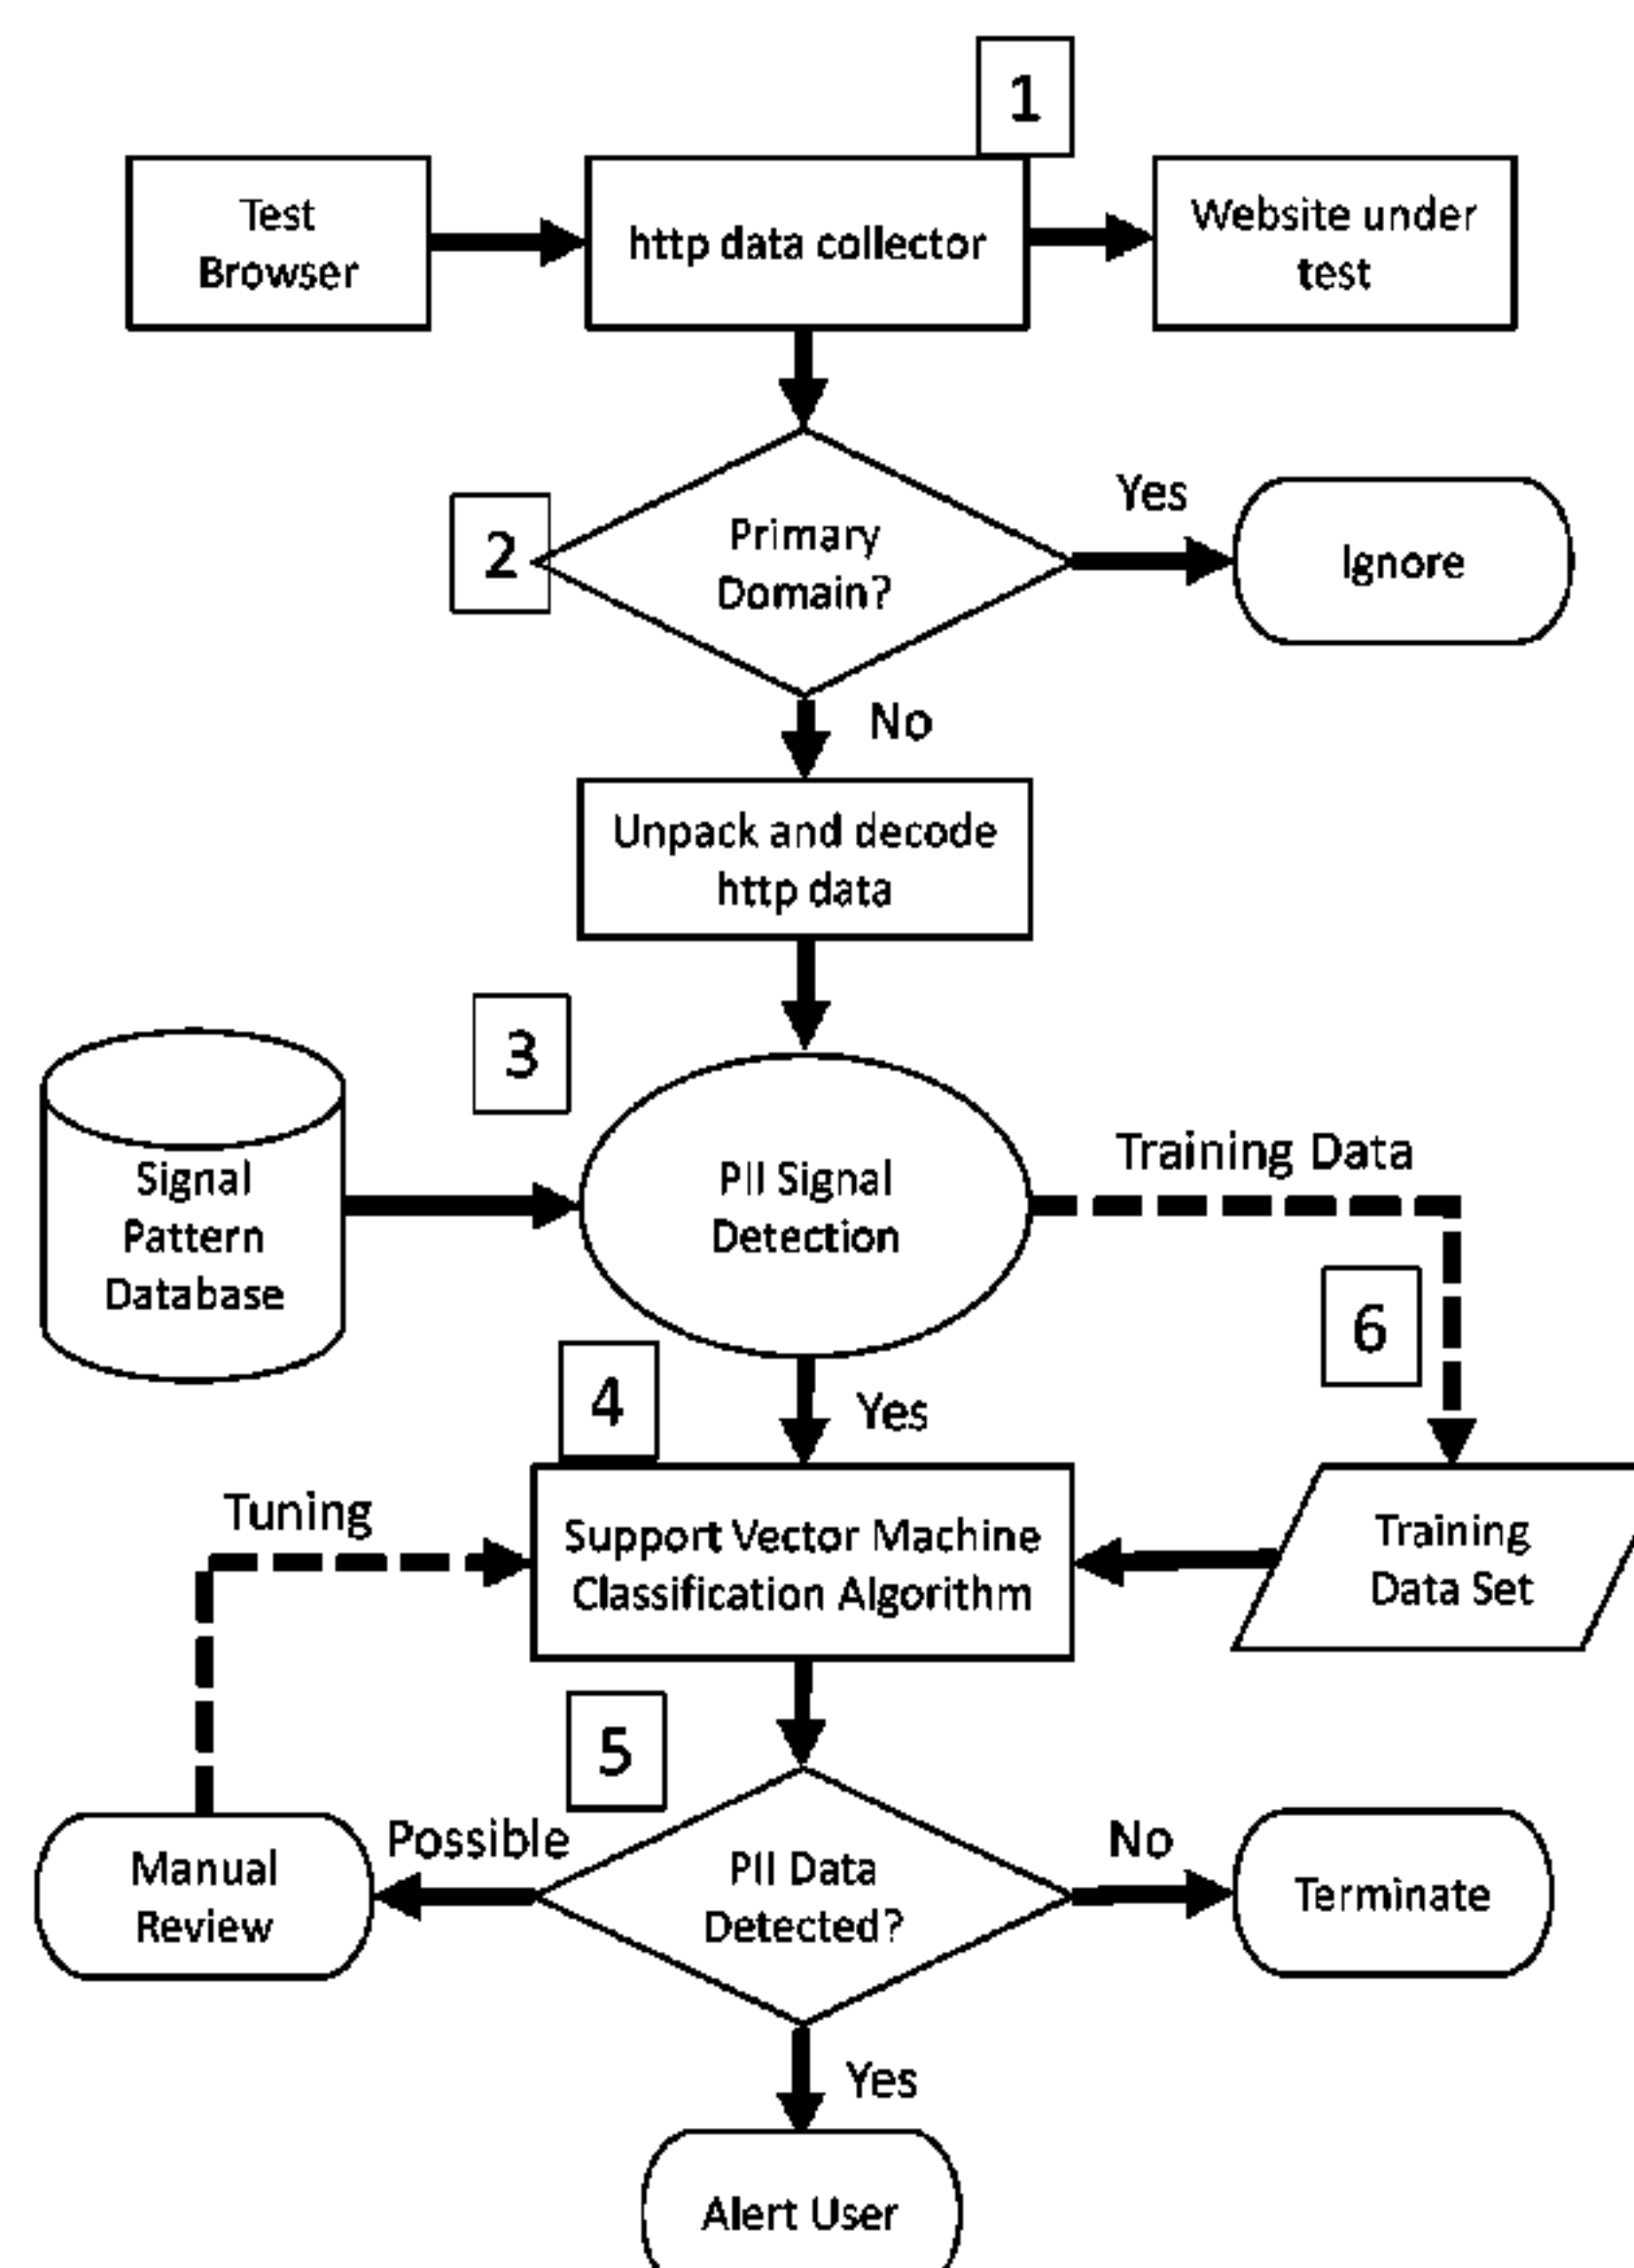 1
Test
Browser
http data collector
Website under
test
2
Primary
Domain?
Yes
Ignore
No
Unpack and decode
http data
3
Signal
Pattern
Database
PII Signal
Detection
Training Data
6
4
Yes
Tuning
Support Vector Machine
Classification Algorithm
Training
Data Set
5
Possible
Manual
Review
PII Data
Detected?
No
Terminate
Yes
Alert User